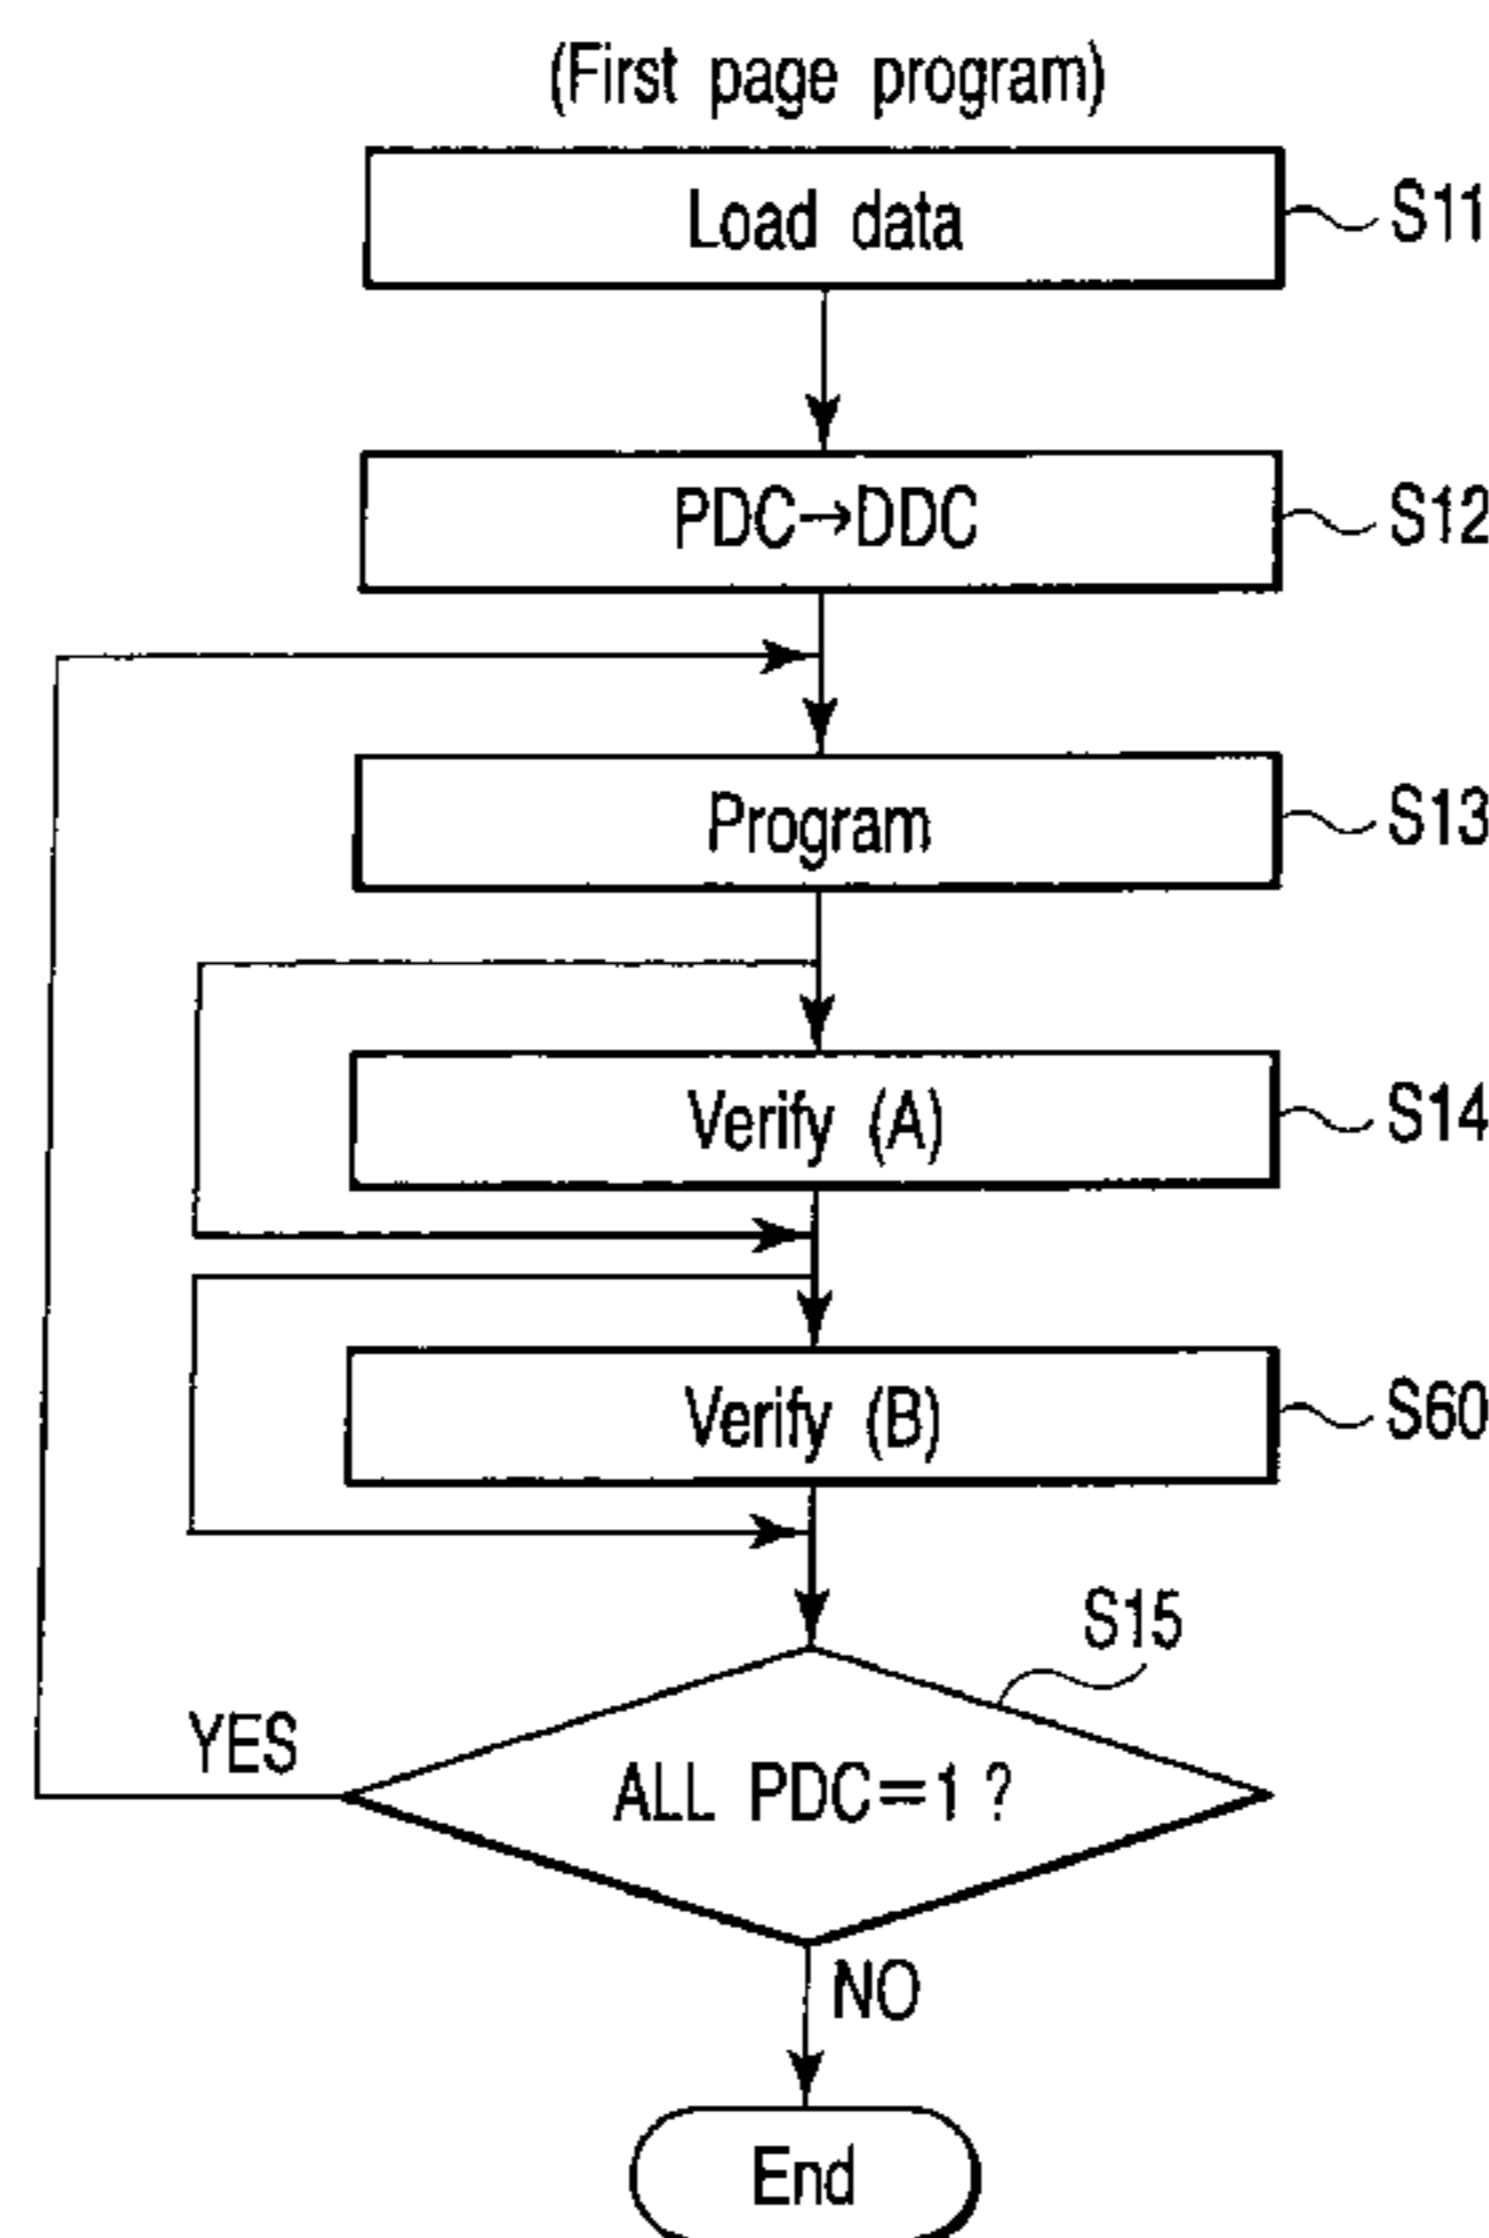 (First page program)
Load data
S11
PDC→DDC
S12
Program
S13
Verify (A)
S14
Verify (B)
S60
S15
YES
ALL PDC=1 ?
NO
End